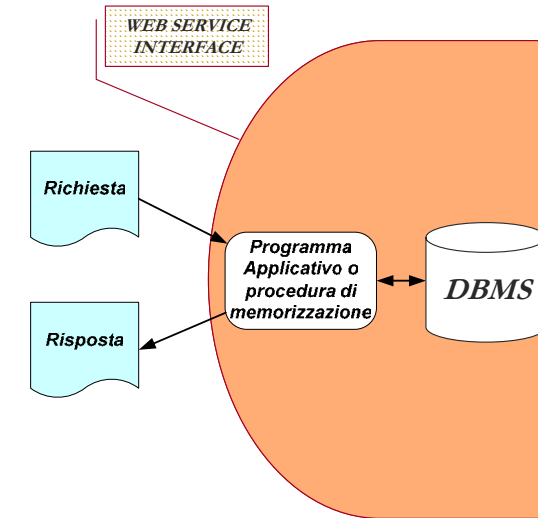 WEB SERVICE
INTERFACE
Richiesta
Programma
Applicativo o
procedura di
memorizzazione
DBMS
Risposta